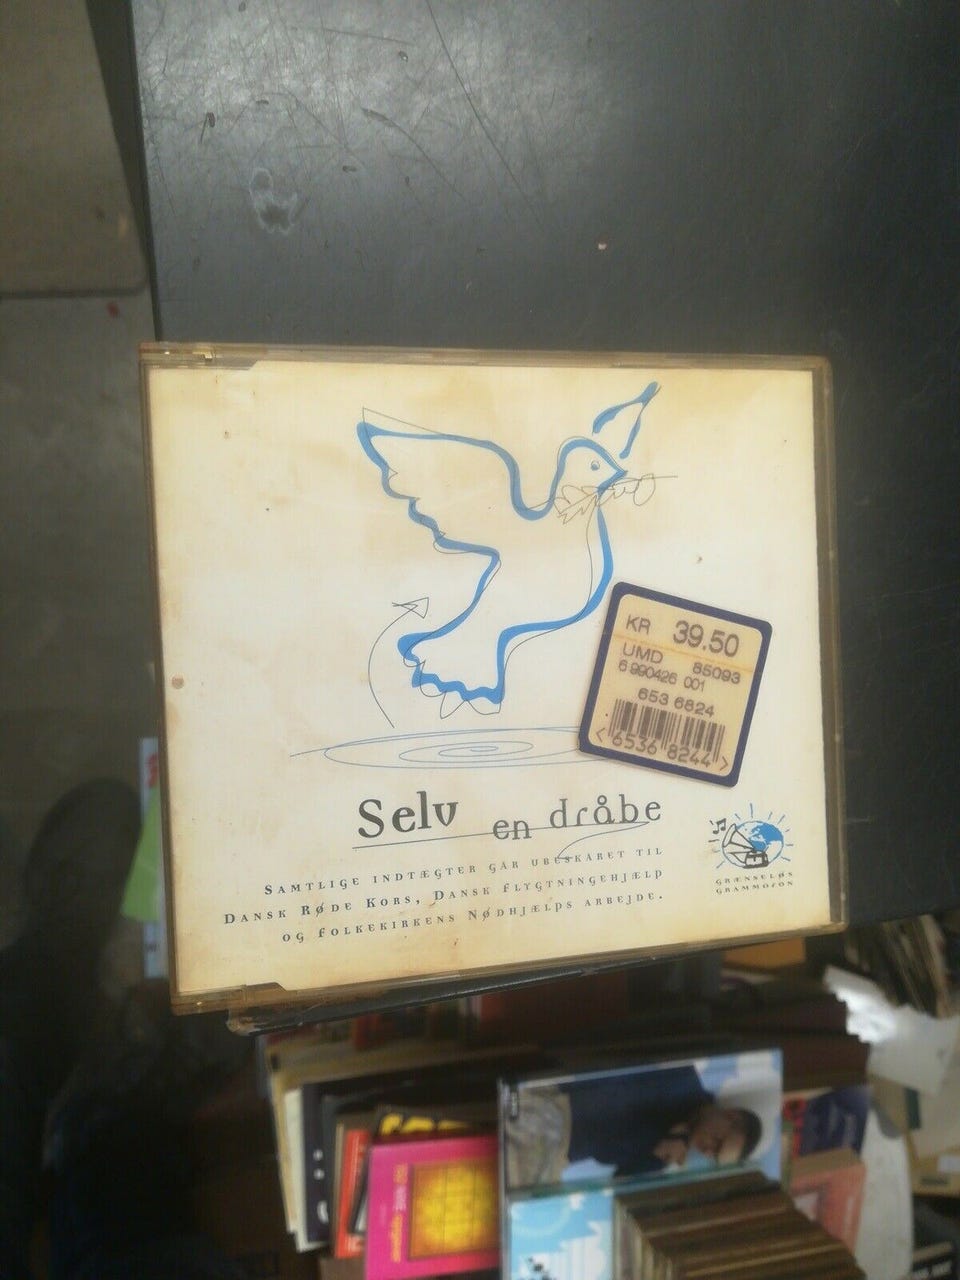 KR 39.50
UMD 85093
6 990426 001
653 6824
< 6536 8244 >
Selv en dråbe
SAMTLIGE INDTÆGTER GÅR UBESKÅRET TIL
DANSK RØDE KORS, DANSK FLYGTNINGEHJÆLP
OG FOLKEKIRKENS NØDHJÆLPS ARBEJDE.
GRÆNSELØS
GRAMMOFON